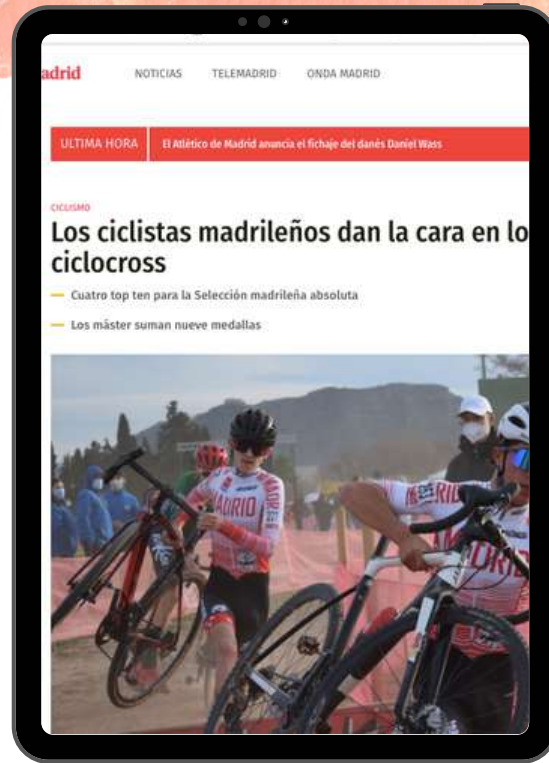 adrid
NOTICIAS TELEMADRID ONDA MADRID
ULTIMA HORA El Atlético de Madrid anuncia el fichaje del danés Daniel Wass
CICLISMO
Los ciclistas madrileños dan la cara en lo
ciclocross
Cuatro top ten para la Selección madrileña absoluta
Los máster suman nueve medallas
MADRID
MADRID